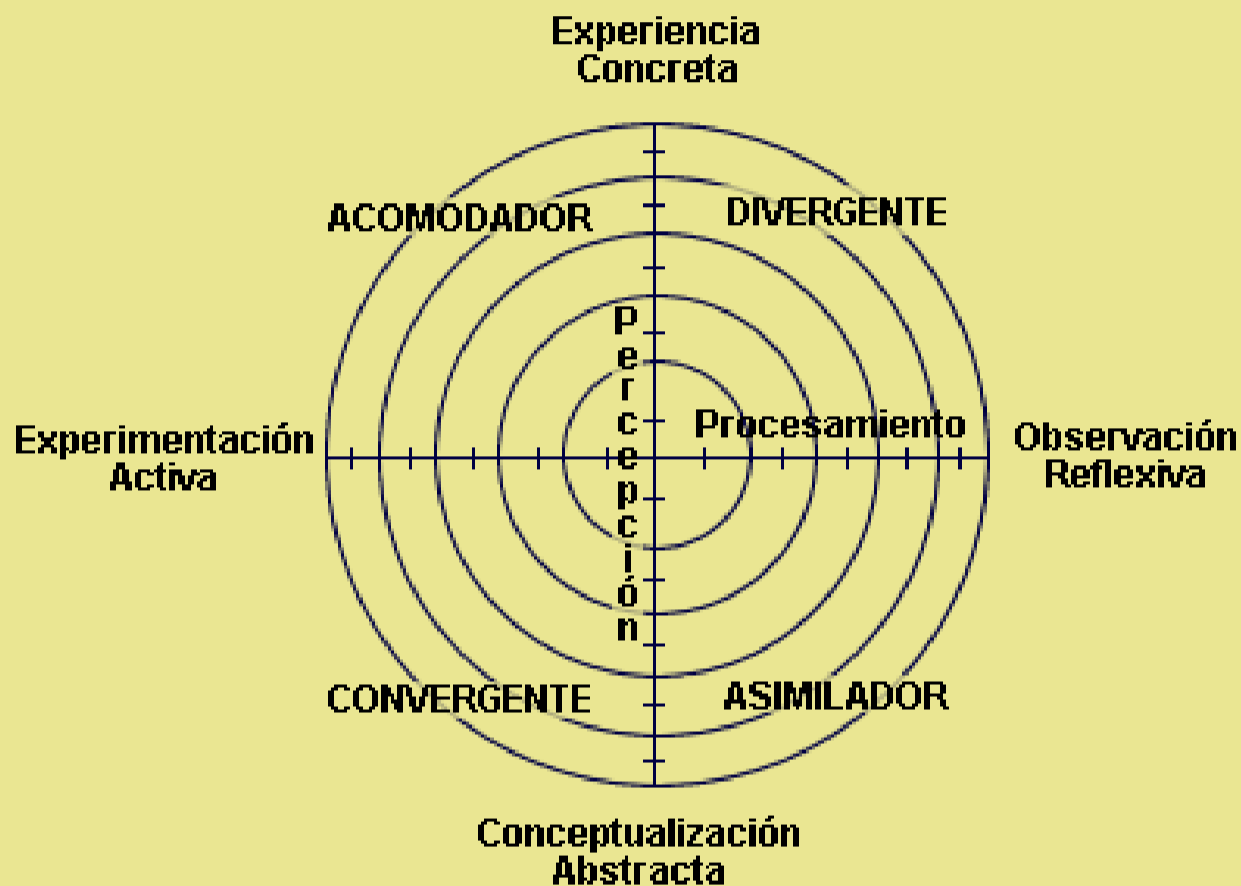 Experiencia
Concreta
ACOMODADOR
DIVERGENTE
Percepción
Procesamiento
Experimentación
Activa
Observación
Reflexiva
CONVERGENTE
ASIMILADOR
Conceptualización
Abstracta